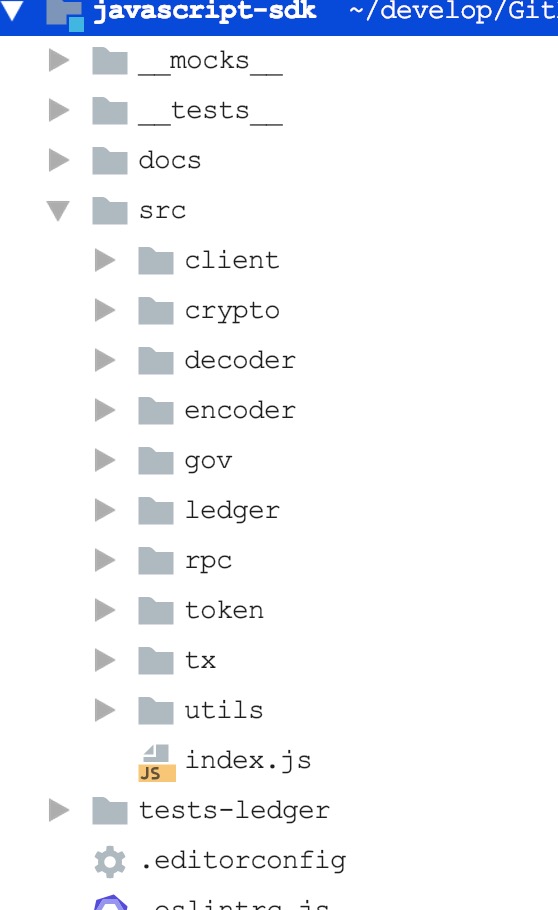 javascript-sdk ~/develop/Git
__mocks__
__tests__
docs
src
client
crypto
decoder
encoder
gov
ledger
rpc
token
tx
utils
JS index.js
tests-ledger
.editorconfig
.eslintrc.js